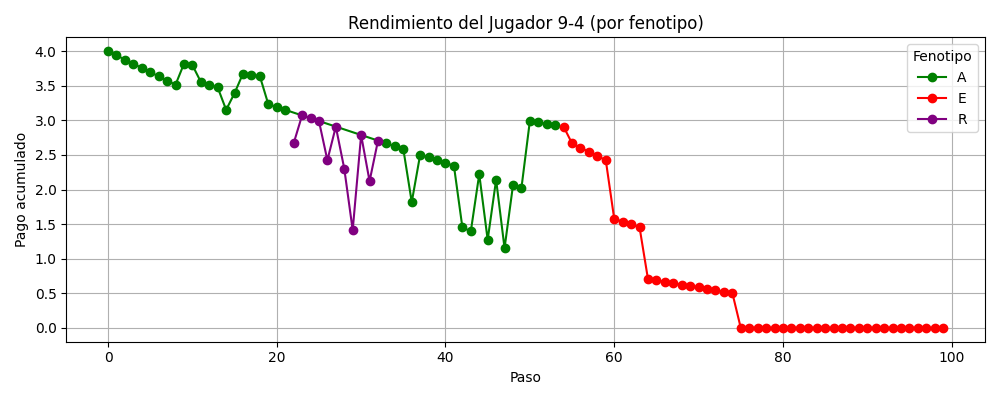 Rendimiento del Jugador 9-4 (por fenotipo)
Pago acumulado
4.0
3.5
3.0
2.5
2.0
1.5
1.0
0.5
0.0
Fenotipo
A
E
R
0 20 40 60 80 100
Paso